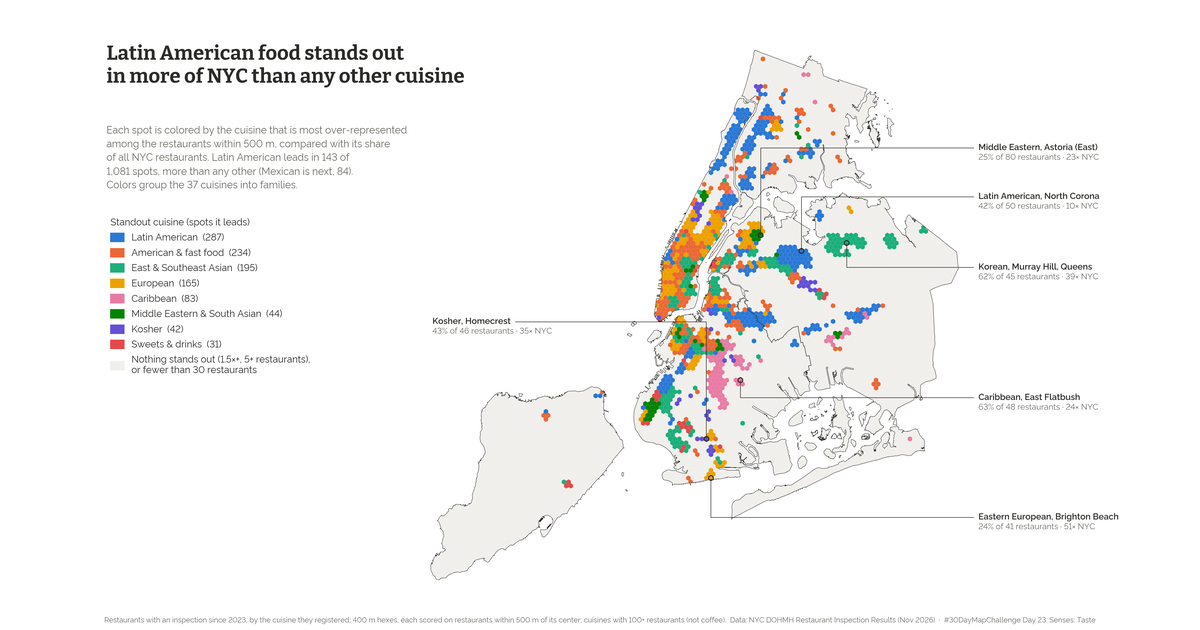 Latin American food stands out
in more of NYC than any other cuisine
Each spot is colored by the cuisine that is most over-represented
among the restaurants within 500 m, compared with its share
of all NYC restaurants. Latin American leads in 143 of
1,081 spots, more than any other (Mexican is next, 84).
Colors group the 37 cuisines into families.
Standout cuisine (spots it leads)
Latin American (287)
American & fast food (234)
East & Southeast Asian (195)
European (165)
Caribbean (83)
Middle Eastern & South Asian (44)
Kosher (42)
Sweets & drinks (31)
Nothing stands out (1.5×+, 5+ restaurants),
or fewer than 30 restaurants
Middle Eastern, Astoria (East)
25% of 80 restaurants · 23× NYC
Latin American, North Corona
42% of 50 restaurants · 10× NYC
Korean, Murray Hill, Queens
62% of 45 restaurants · 39× NYC
Kosher, Homecrest
43% of 46 restaurants · 35× NYC
Caribbean, East Flatbush
63% of 48 restaurants · 24× NYC
Eastern European, Brighton Beach
24% of 41 restaurants · 51× NYC
Restaurants with an inspection since 2023, by the cuisine they registered; 400 m hexes, each scored on restaurants within 500 m of its center; cuisines with 100+ restaurants (not coffee). Data: NYC DOHMH Restaurant Inspection Results (Nov 2026) · #30DayMapChallenge Day 23: Senses: Taste